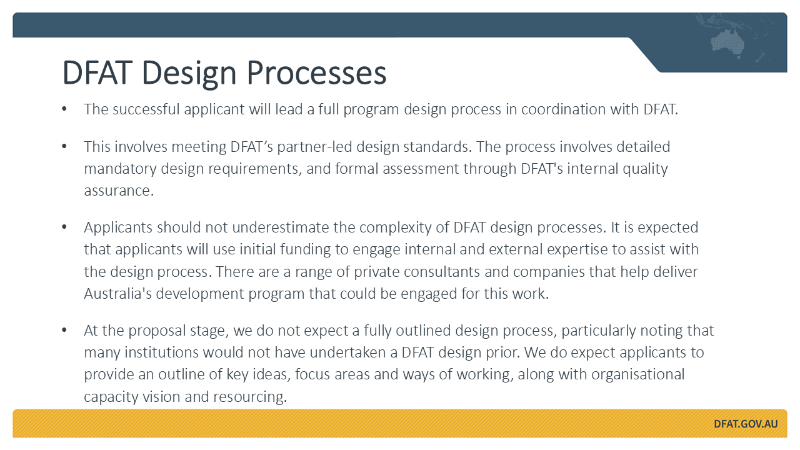 DFAT Design Processes
• The successful applicant will lead a full program design process in coordination with DFAT.
• This involves meeting DFAT’s partner-led design standards. The process involves detailed
mandatory design requirements, and formal assessment through DFAT's internal quality
assurance.
• Applicants should not underestimate the complexity of DFAT design processes. It is expected
that applicants will use initial funding to engage internal and external expertise to assist with
the design process. There are a range of private consultants and companies that help deliver
Australia's development program that could be engaged for this work.
• At the proposal stage, we do not expect a fully outlined design process, particularly noting that
many institutions would not have undertaken a DFAT design prior. We do expect applicants to
provide an outline of key ideas, focus areas and ways of working, along with organisational
capacity vision and resourcing.
DFAT.GOV.AU